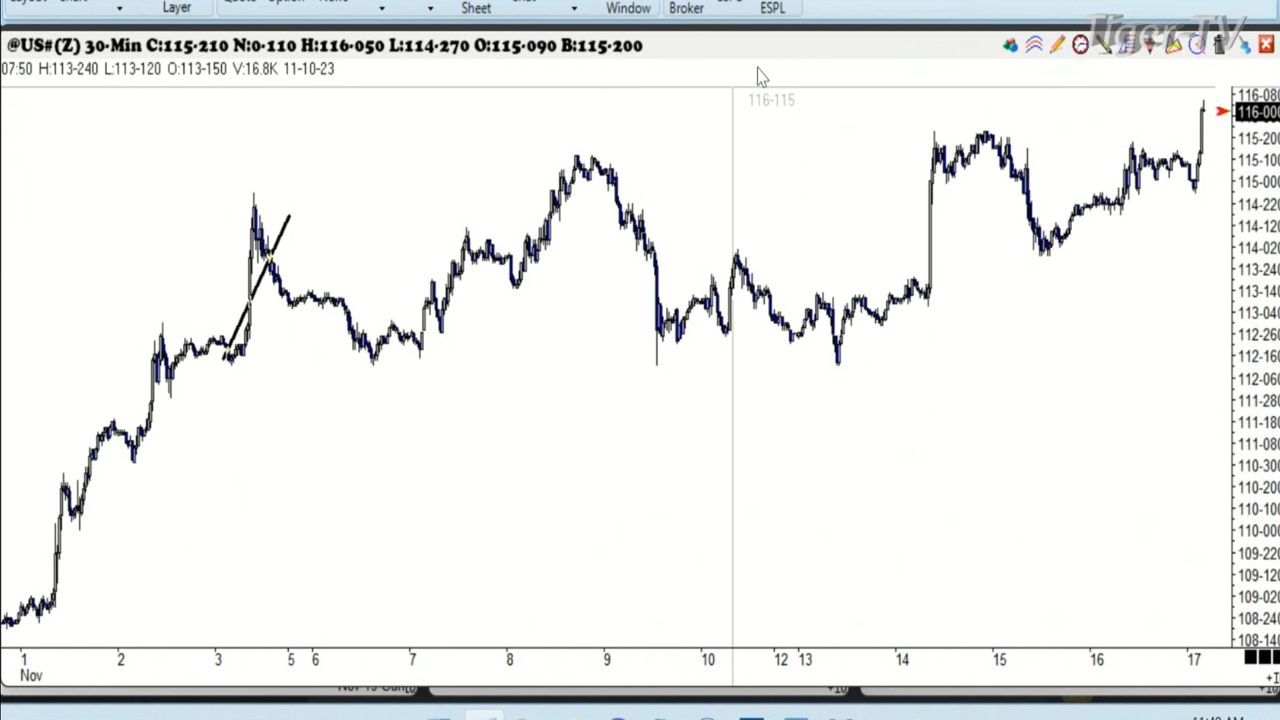 Layer
Sheet
Window
Broker
ESPL
Tiger-TV
@US#(Z) 30-Min C:115-210 N:0-110 H:116-050 L:114-270 O:115-090 B:115-200
07:50 H:113-240 L:113-120 O:113-150 V:16.8K 11-10-23
116-115
116-080
116-000
115-200
115-100
115-000
114-220
114-120
114-020
113-240
113-140
113-040
112-260
112-160
112-060
111-280
111-180
111-080
110-300
110-200
110-100
110-000
109-220
109-120
109-020
108-240
108-140
1 2 3 5 6 7 8 9 10 12 13 14 15 16 17
Nov